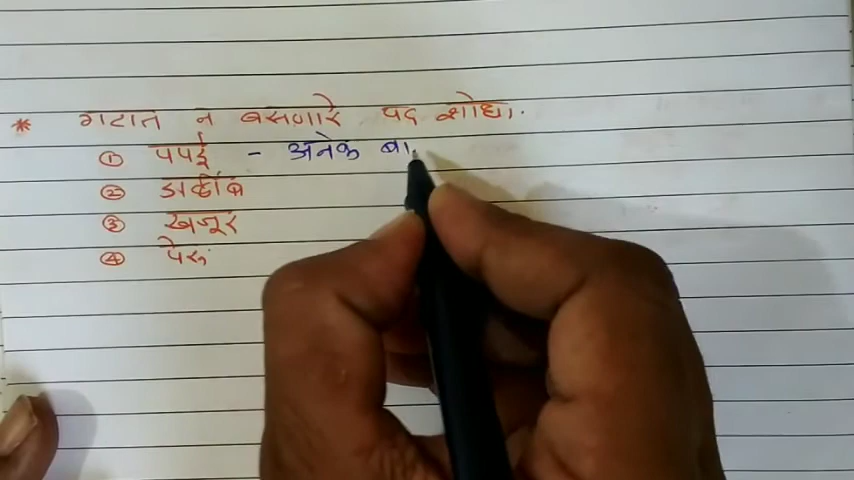 * गटात न बसणारे पद शोधा.
① पपई - अनेक बा
② डाळींब
③ खजूर
④ पेरू